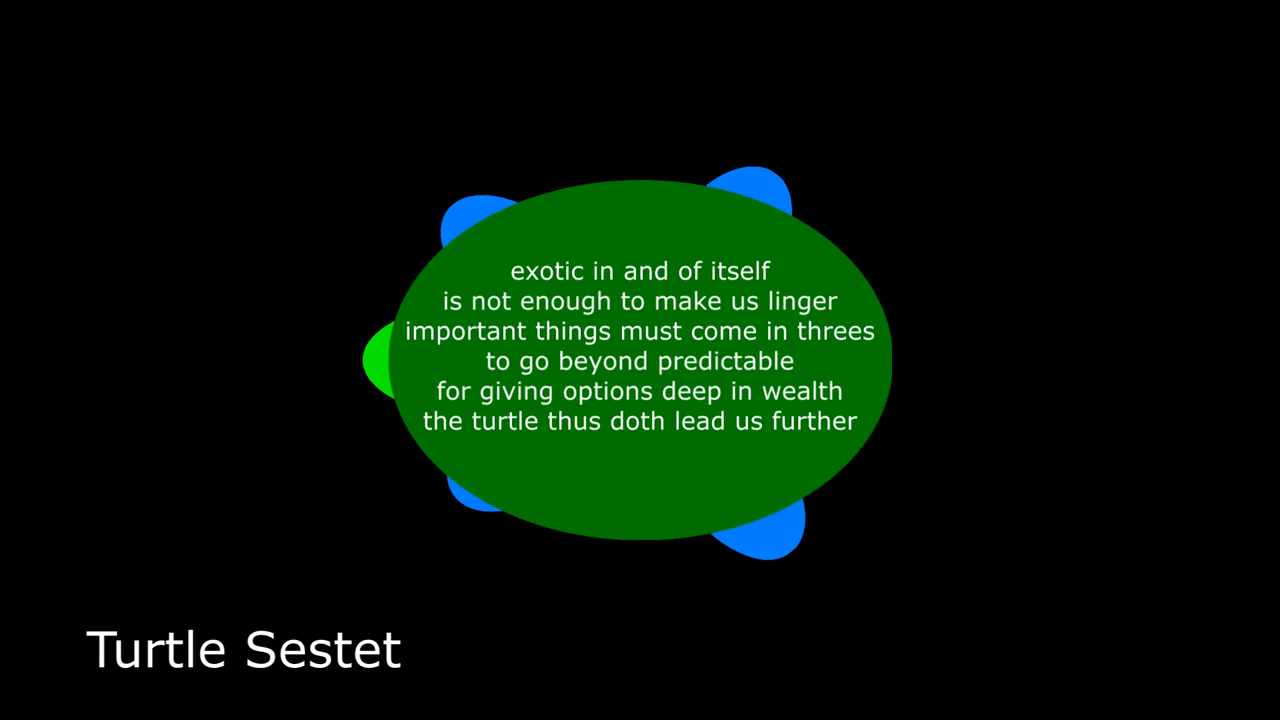 exotic in and of itself
is not enough to make us linger
important things must come in threes
to go beyond predictable
for giving options deep in wealth
the turtle thus doth lead us further
Turtle Sestet